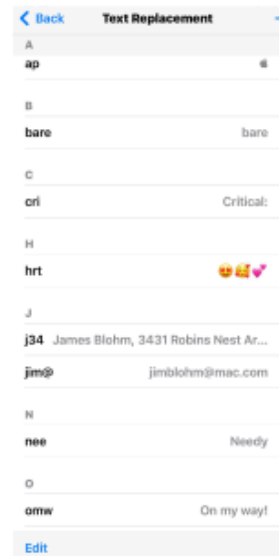 Back Text Replacement
A
ap 
B
bare bare
C
cri Critical:
H
hrt 😍🥰💕
J
j34 James Blohm, 3431 Robins Nest Ar...
jim@ jimblohm@mac.com
N
nee Needy
O
omw On my way!
Edit